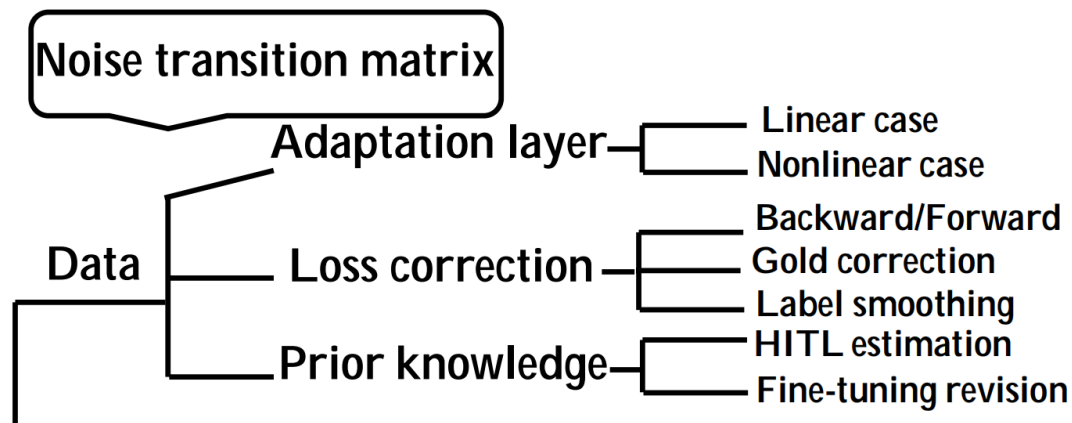 Noise transition matrix
Adaptation layer
Linear case
Nonlinear case
Data
Loss correction
Backward/Forward
Gold correction
Label smoothing
Prior knowledge
HITL estimation
Fine-tuning revision